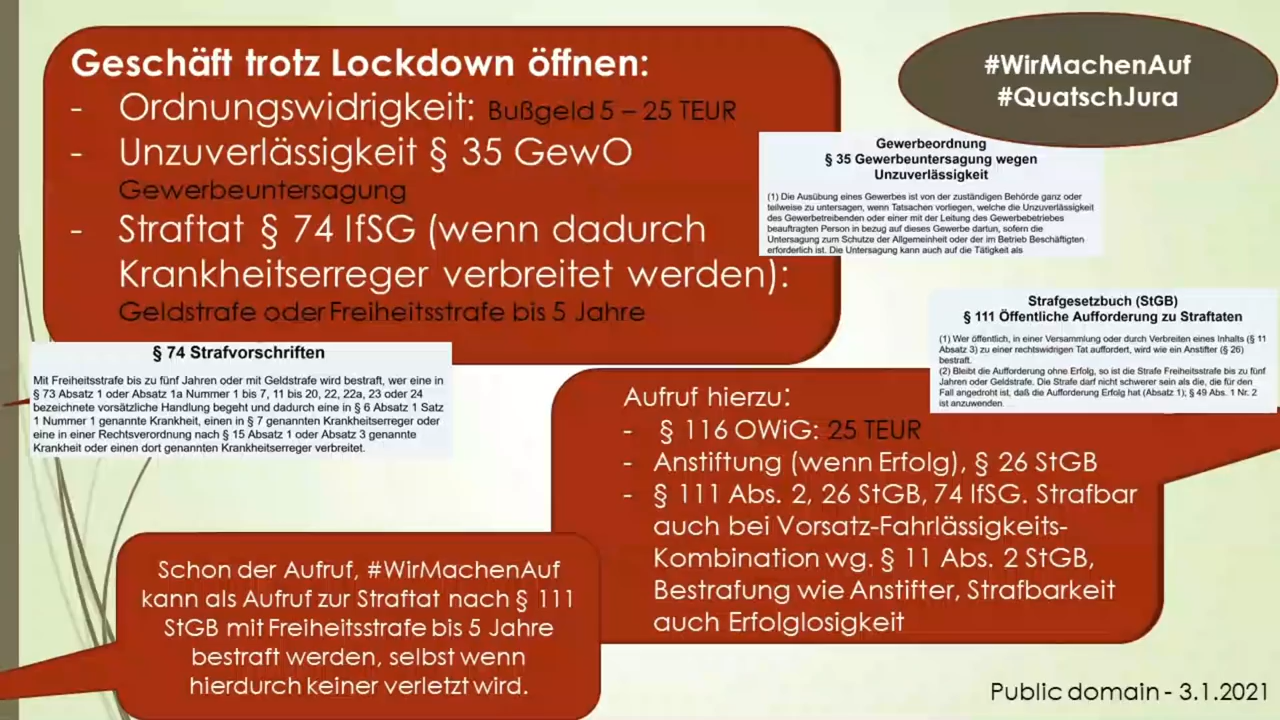 Geschäft trotz Lockdown öffnen:
- Ordnungswidrigkeit: Bußgeld 5 – 25 TEUR
- Unzuverlässigkeit § 35 GewO
Gewerbeuntersagung
- Straftat § 74 IfSG (wenn dadurch
Krankheitserreger verbreitet werden):
Geldstrafe oder Freiheitsstrafe bis 5 Jahre
#WirMachenAuf
#QuatschJura
Gewerbeordnung
§ 35 Gewerbeuntersagung wegen
Unzuverlässigkeit
(1) Die Ausübung eines Gewerbes ist von der zuständigen Behörde ganz oder
teilweise zu untersagen, wenn Tatsachen vorliegen, welche die Unzuverlässigkeit
des Gewerbetreibenden oder einer mit der Leitung des Gewerbebetriebes
beauftragten Person in bezug auf dieses Gewerbe dartun, sofern die
Untersagung zum Schutze der Allgemeinheit oder der im Betrieb Beschäftigten
erforderlich ist. Die Untersagung kann auch auf die Tätigkeit als
Strafgesetzbuch (StGB)
§ 111 Öffentliche Aufforderung zu Straftaten
(1) Wer öffentlich, in einer Versammlung oder durch Verbreiten eines Inhalts (§ 11
Absatz 3) zu einer rechtswidrigen Tat auffordert, wird wie ein Anstifter (§ 26)
bestraft.
(2) Bleibt die Aufforderung ohne Erfolg, so ist die Strafe Freiheitsstrafe bis zu fünf
Jahren oder Geldstrafe. Die Strafe darf nicht schwerer sein als die, die für den
Fall angedroht ist, daß die Aufforderung Erfolg hat (Absatz 1); § 49 Abs. 1 Nr. 2
ist anzuwenden.
§ 74 Strafvorschriften
Mit Freiheitsstrafe bis zu fünf Jahren oder mit Geldstrafe wird bestraft, wer eine in
§ 73 Absatz 1 oder Absatz 1a Nummer 1 bis 7, 11 bis 20, 22, 22a, 23 oder 24
bezeichnete vorsätzliche Handlung begeht und dadurch eine in § 6 Absatz 1 Satz
1 Nummer 1 genannte Krankheit, einen in § 7 genannten Krankheitserreger oder
eine in einer Rechtsverordnung nach § 15 Absatz 1 oder Absatz 3 genannte
Krankheit oder einen dort genannten Krankheitserreger verbreitet.
Aufruf hierzu:
- § 116 OWiG: 25 TEUR
- Anstiftung (wenn Erfolg), § 26 StGB
- § 111 Abs. 2, 26 StGB, 74 IfSG. Strafbar
auch bei Vorsatz-Fahrlässigkeits-
Kombination wg. § 11 Abs. 2 StGB,
Bestrafung wie Anstifter, Strafbarkeit
auch Erfolglosigkeit
Schon der Aufruf, #WirMachenAuf
kann als Aufruf zur Straftat nach § 111
StGB mit Freiheitsstrafe bis 5 Jahre
bestraft werden, selbst wenn
hierdurch keiner verletzt wird.
Public domain - 3.1.2021